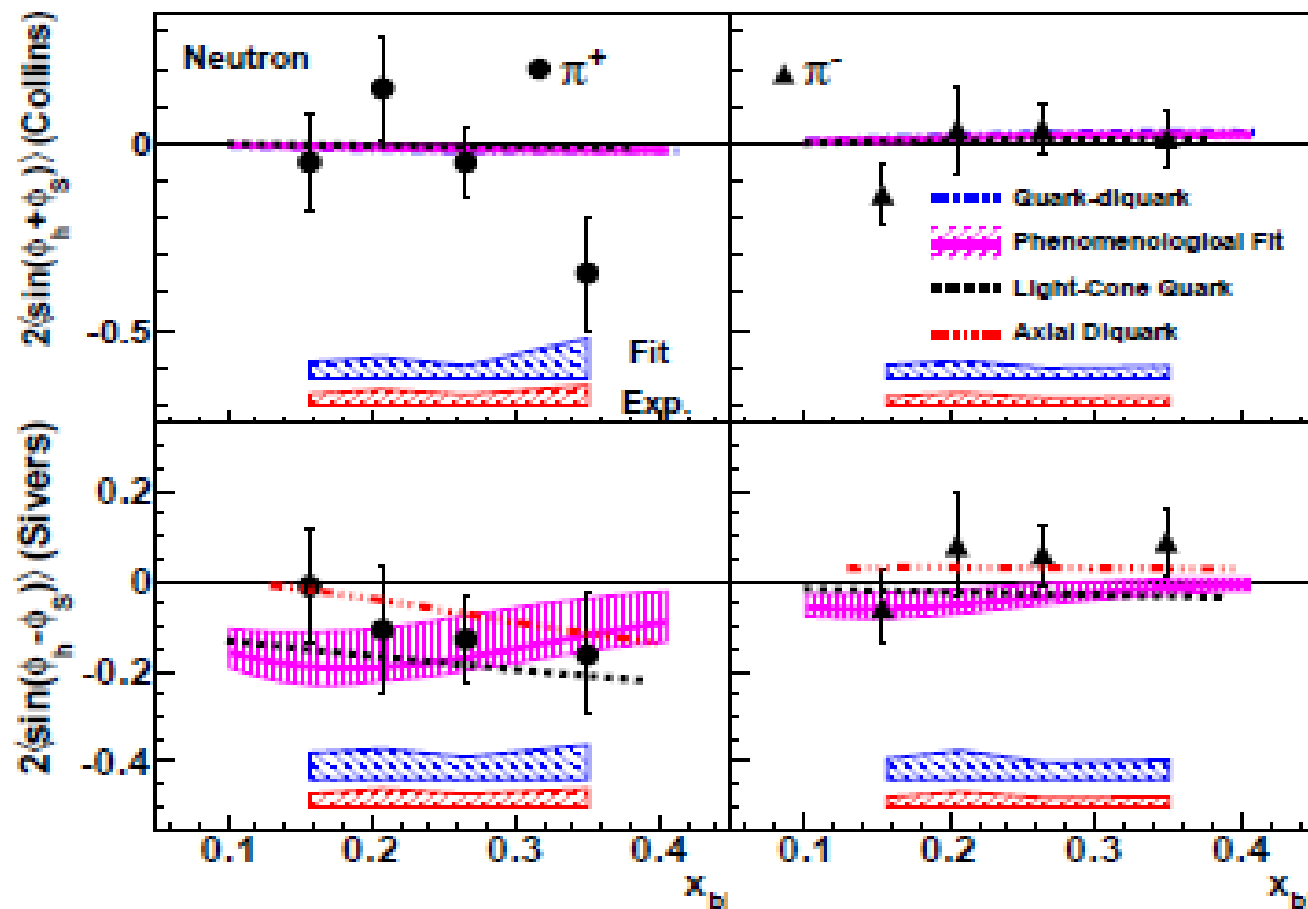 2⟨sin(ϕh+ϕS)⟩ (Collins)
Neutron
π+
π-
0
-0.5
Quark-diquark
Phenomenological Fit
Light-Cone Quark
Axial Diquark
Fit
Exp.
2⟨sin(ϕh-ϕS)⟩ (Sivers)
0.2
0
-0.2
-0.4
0.1 0.2 0.3 0.4 0.1 0.2 0.3 0.4
xbj xb